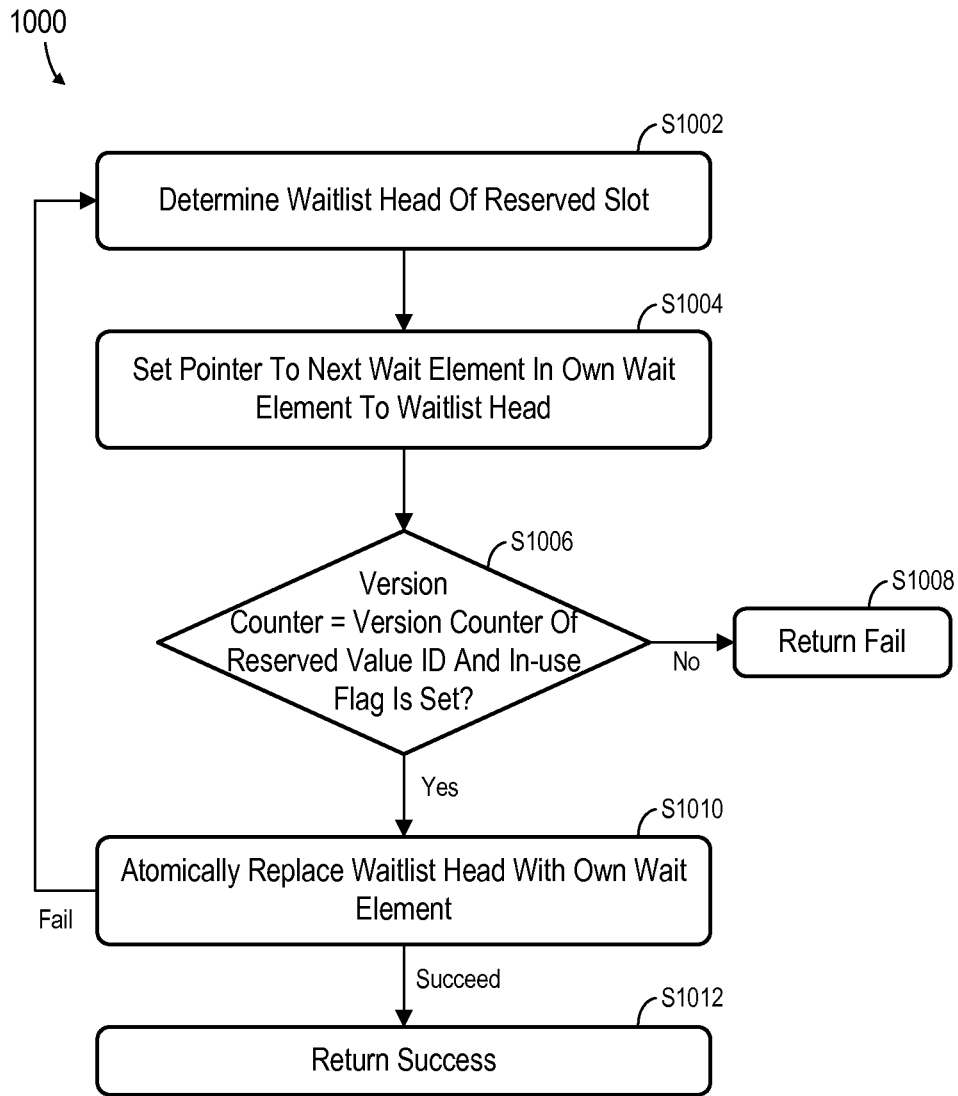 1000
S1002
Determine Waitlist Head Of Reserved Slot
S1004
Set Pointer To Next Wait Element In Own Wait
Element To Waitlist Head
S1006
Version
Counter = Version Counter Of
Reserved Value ID And In-use
Flag Is Set?
No
S1008
Return Fail
Yes
S1010
Atomically Replace Waitlist Head With Own Wait
Element
Fail
Succeed
S1012
Return Success